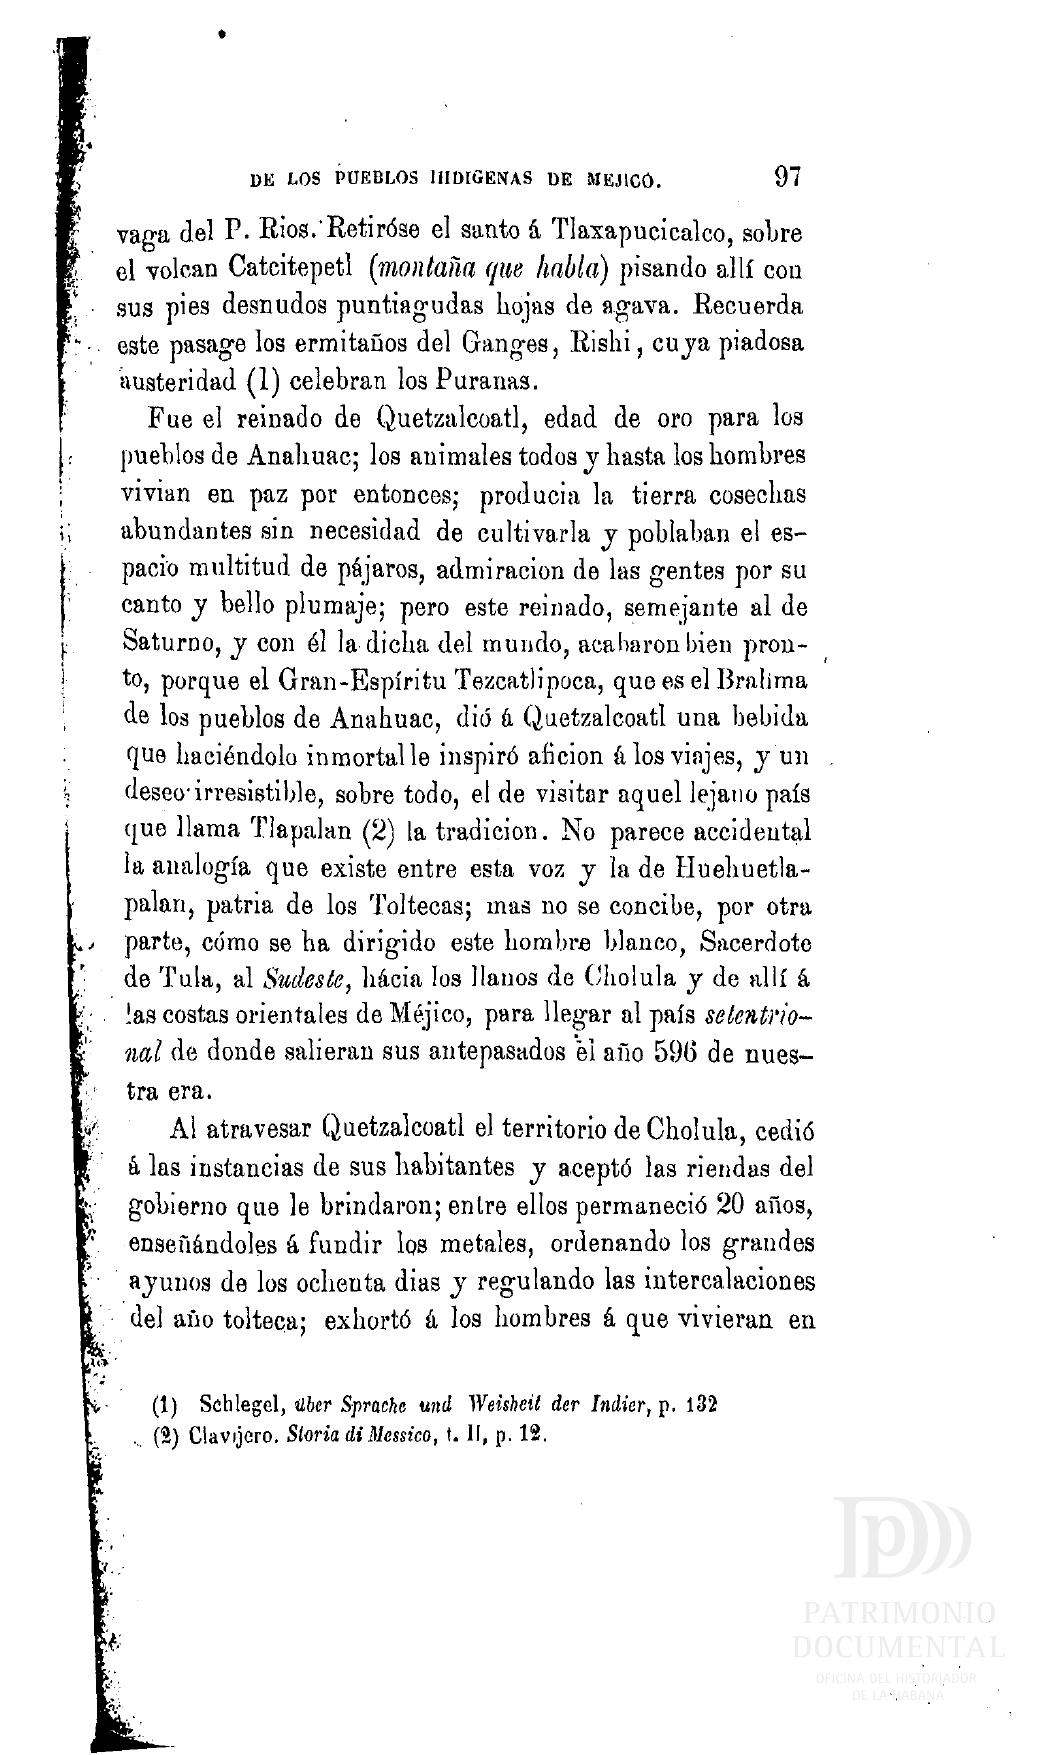 DE LOS PUEBLOS INDIGENAS DE MEJICO. 97
vaga del P. Rios. Retiróse el santo á Tlaxapucicalco, sobre
el volcan Catcitepetl (montaña que habla) pisando allí con
sus pies desnudos puntiagudas hojas de agava. Recuerda
este pasage los ermitaños del Ganges, Rishi, cuya piadosa
austeridad (1) celebran los Puranas.
Fue el reinado de Quetzalcoatl, edad de oro para los
pueblos de Anahuac; los animales todos y hasta los hombres
vivian en paz por entonces; producia la tierra cosechas
abundantes sin necesidad de cultivarla y poblaban el es-
pacio multitud de pájaros, admiracion de las gentes por su
canto y bello plumaje; pero este reinado, semejante al de
Saturno, y con él la dicha del mundo, acabaron bien pron-
to, porque el Gran-Espíritu Tezcatlipoca, que es el Brahma
de los pueblos de Anahuac, dió á Quetzalcoatl una bebida
que haciéndolo inmortal le inspiró aficion á los viajes, y un
deseo irresistible, sobre todo, el de visitar aquel lejano país
que llama Tlapalan (2) la tradicion. No parece accidental
la analogía que existe entre esta voz y la de Huehuetla-
palan, patria de los Toltecas; mas no se concibe, por otra
parte, cómo se ha dirigido este hombre blanco, Sacerdote
de Tula, al Sudeste, hácia los llanos de Cholula y de allí á
las costas orientales de Méjico, para llegar al país setentrio-
nal de donde salieran sus antepasados el año 596 de nues-
tra era.
Al atravesar Quetzalcoatl el territorio de Cholula, cedió
á las instancias de sus habitantes y aceptó las riendas del
gobierno que le brindaron; entre ellos permaneció 20 años,
enseñándoles á fundir los metales, ordenando los grandes
ayunos de los ochenta dias y regulando las intercalaciones
del año tolteca; exhortó á los hombres á que vivieran en
(1) Schlegel, über Sprache und Weisheit der Indier, p. 132
(2) Clavijero. Storia di Messico, t. II, p. 12.
PATRIMONIO
DOCUMENTAL
OFICINA DEL HISTORIADOR
DE LA HABANA